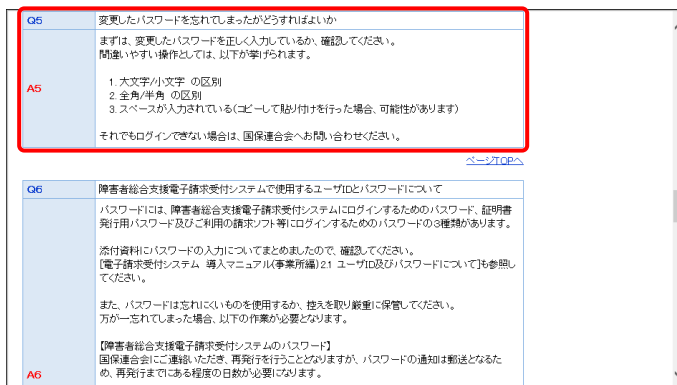 Q5 変更したパスワードを忘れてしまったがどうすればよいか
まずは、変更したパスワードを正しく入力しているか、確認してください。
間違いやすい操作としては、以下が挙げられます。
A5
1. 大文字/小文字 の区別
2. 全角/半角 の区別
3. スペースが入力されている(コピーして貼り付けを行った場合、可能性があります)
それでもログインできない場合は、国保連合会へお問い合わせください。
ページTOPへ
Q6 障害者総合支援電子請求受付システムで使用するユーザIDとパスワードについて
パスワードには、障害者総合支援電子請求受付システムにログインするためのパスワード、証明書
発行用パスワード及びご利用の請求ソフト等にログインするためのパスワードの3種類があります。
添付資料にパスワードの入力についてまとめましたので、確認してください。
[電子請求受付システム 導入マニュアル(事業所編)2.1 ユーザID及びパスワードについて]も参照し
てください。
また、パスワードは忘れにくいものを使用するか、控えを取り厳重に保管してください。
万が一忘れてしまった場合、以下の作業が必要となります。
【障害者総合支援電子請求受付システムのパスワード】
国保連合会にご連絡いただき、再発行を行うこととなりますが、パスワードの通知は郵送となるた
A6 め、再発行までにある程度の日数が必要になります。